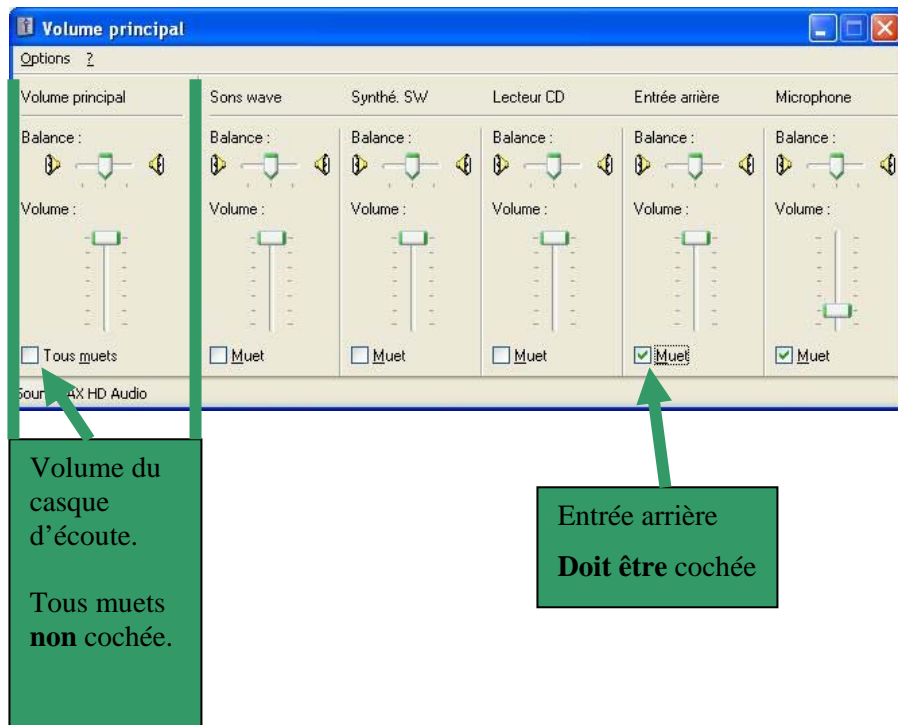 Volume principal
Options ?
Volume principal Sons wave Synthé. SW Lecteur CD Entrée arrière Microphone
Balance : Balance : Balance : Balance : Balance : Balance :
Volume : Volume : Volume : Volume : Volume : Volume :
Tous muets Muet Muet Muet Muet Muet
AX HD Audio
Volume du
casque
d’écoute.
Tous muets
non cochée.
Entrée arrière
Doit être cochée